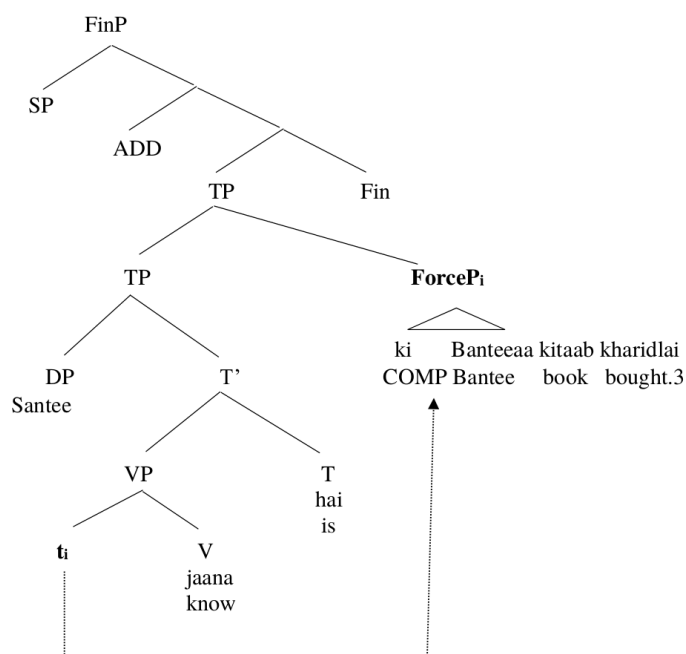 FinP
SP
ADD
TP Fin
TP ForcePi
ki Banteeaa kitaab kharidlai
DP T’ COMP Bantee book bought.3
Santee
VP T
hai
is
ti V
jaana
know